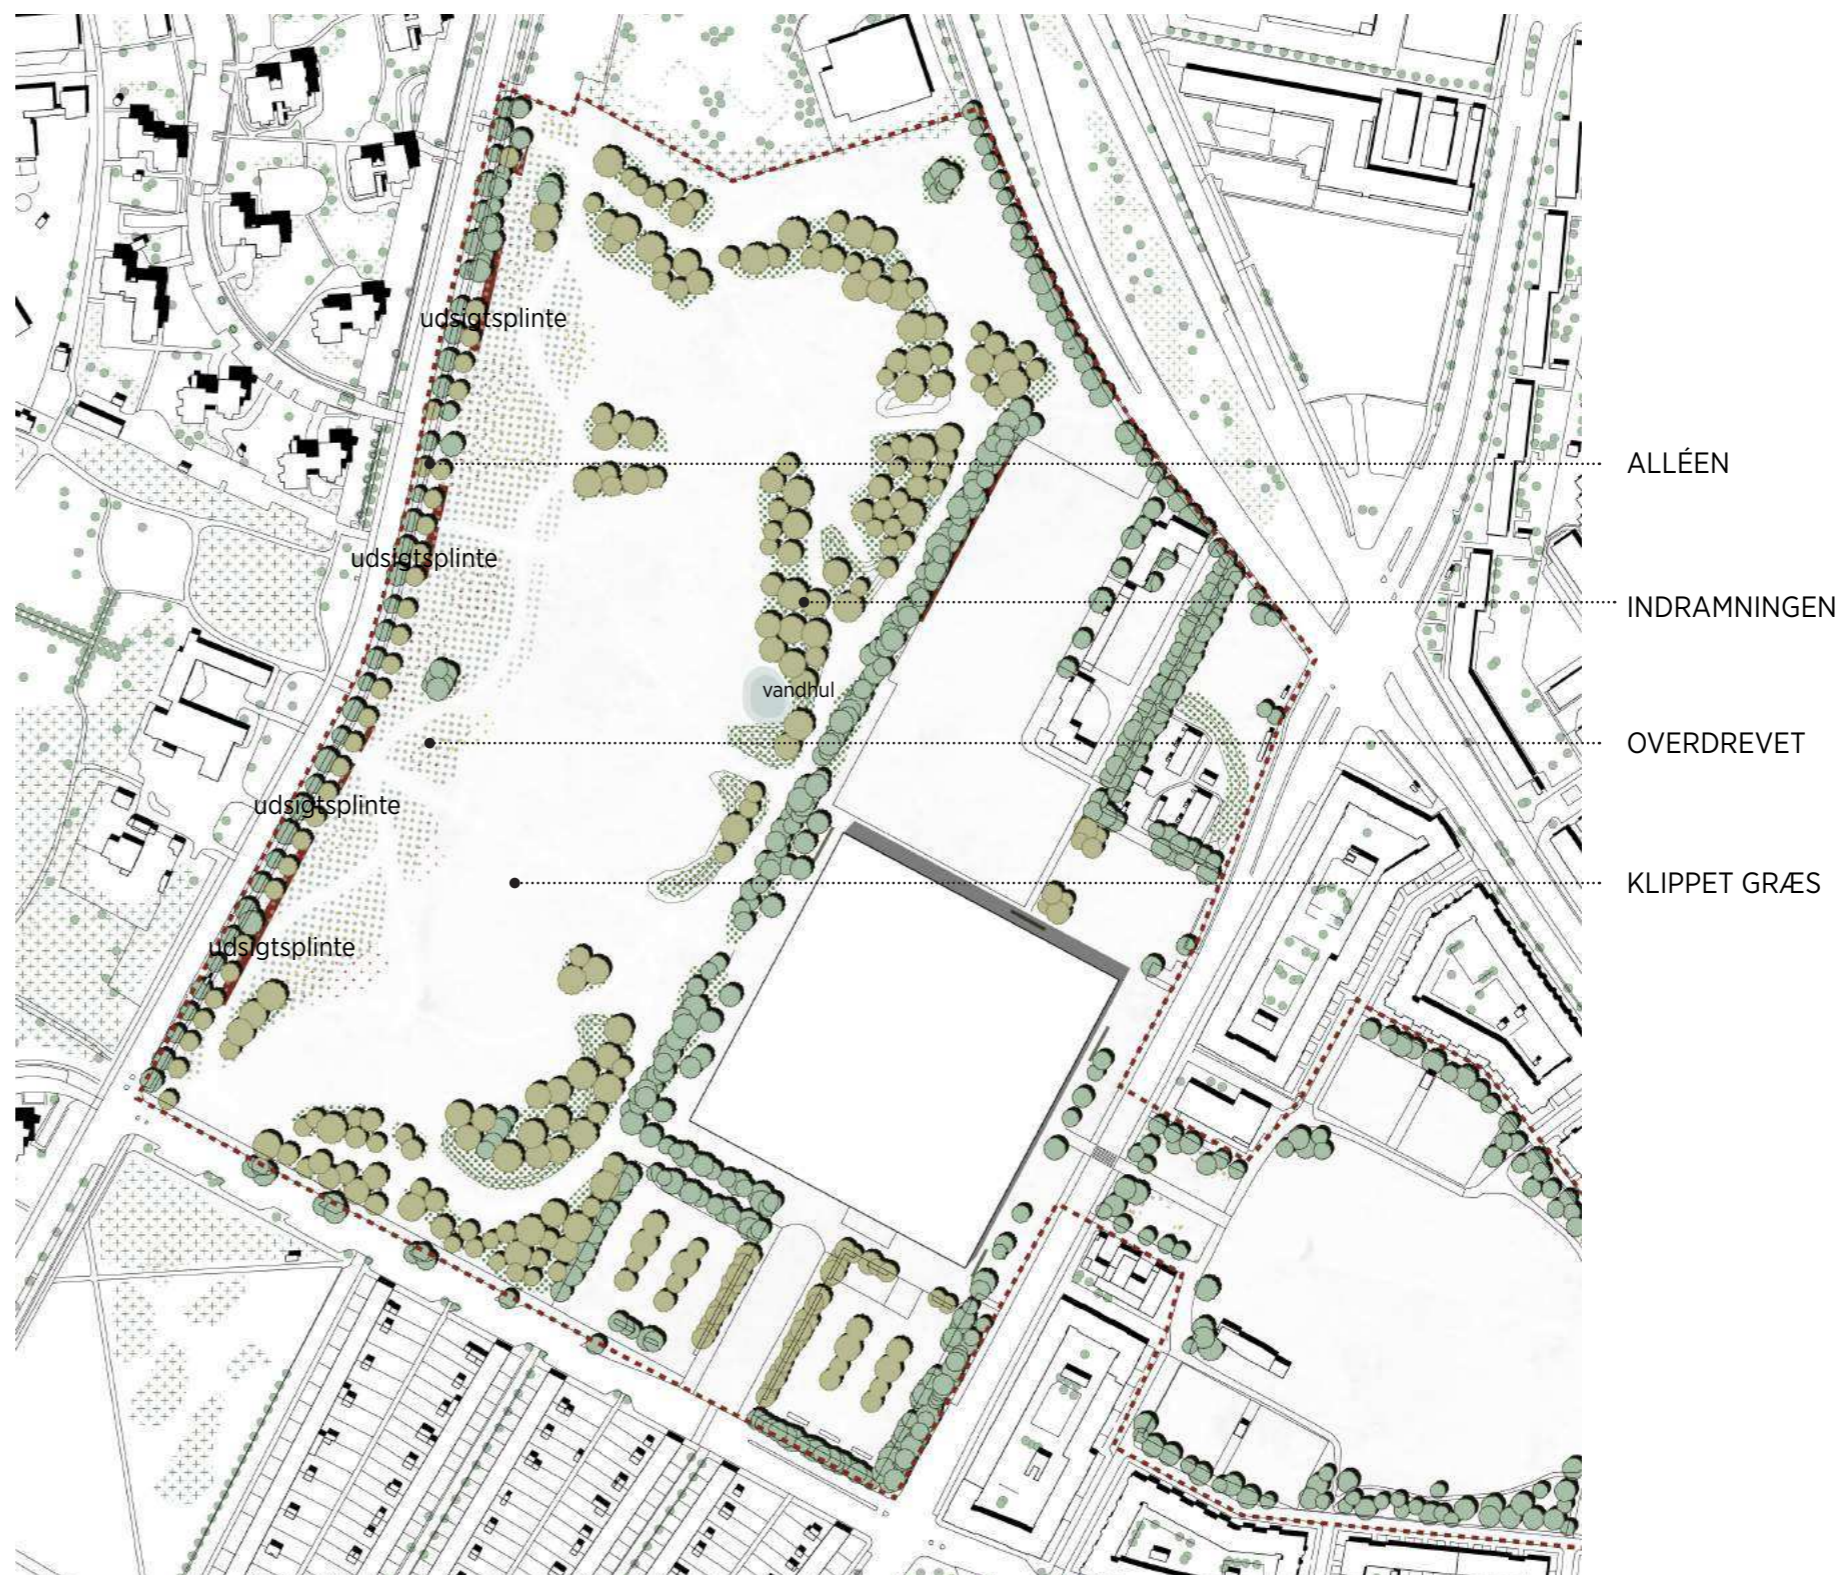 udsigtsplinte
ALLÉEN
udsigtsplinte
INDRAMNINGEN
vandhul
OVERDREVET
udsigtsplinte
KLIPPET GRÆS
udsigtsplinte